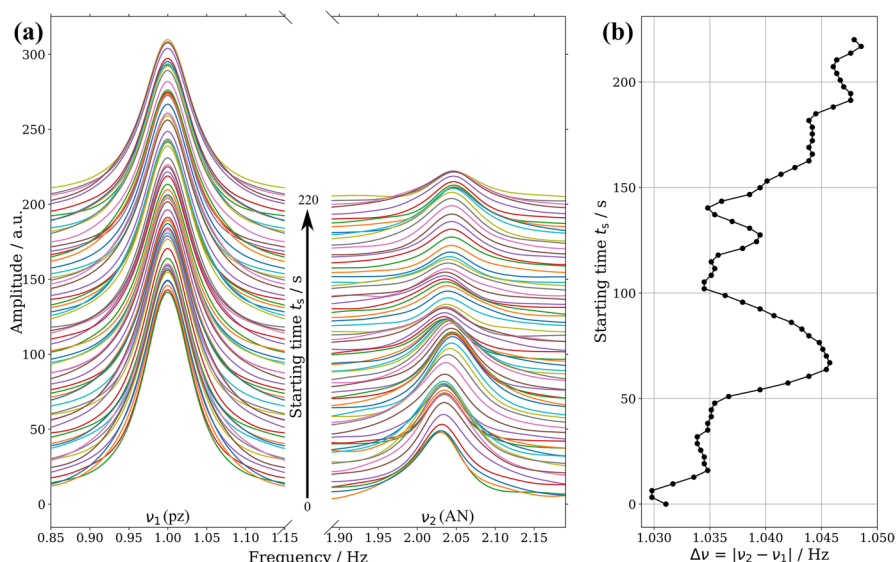 (a)
300
250
200
150
100
50
0
Amplitude / a.u.
220
Starting time tₛ / s
0
ν₁(pz)
ν₂(AN)
0.85 0.90 0.95 1.00 1.05 1.10 1.15 1.90 1.95 2.00 2.05 2.10 2.15
Frequency / Hz
(b)
200
150
100
50
0
Starting time tₛ / s
1.030 1.035 1.040 1.045 1.050
Δν = |ν₂ − ν₁| / Hz